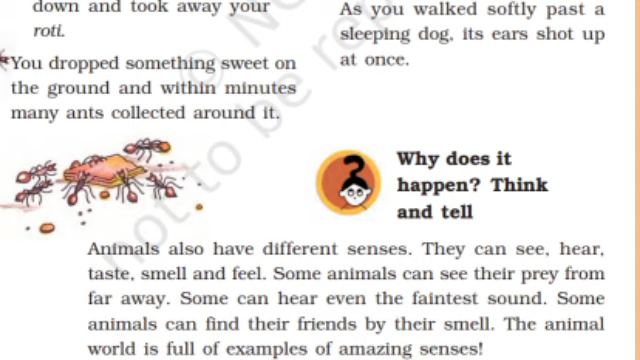 down and took away your
roti.
You dropped something sweet on
the ground and within minutes
many ants collected around it.
As you walked softly past a
sleeping dog, its ears shot up
at once.
Why does it
happen? Think
and tell
Animals also have different senses. They can see, hear,
taste, smell and feel. Some animals can see their prey from
far away. Some can hear even the faintest sound. Some
animals can find their friends by their smell. The animal
world is full of examples of amazing senses!
not to be rep
© N